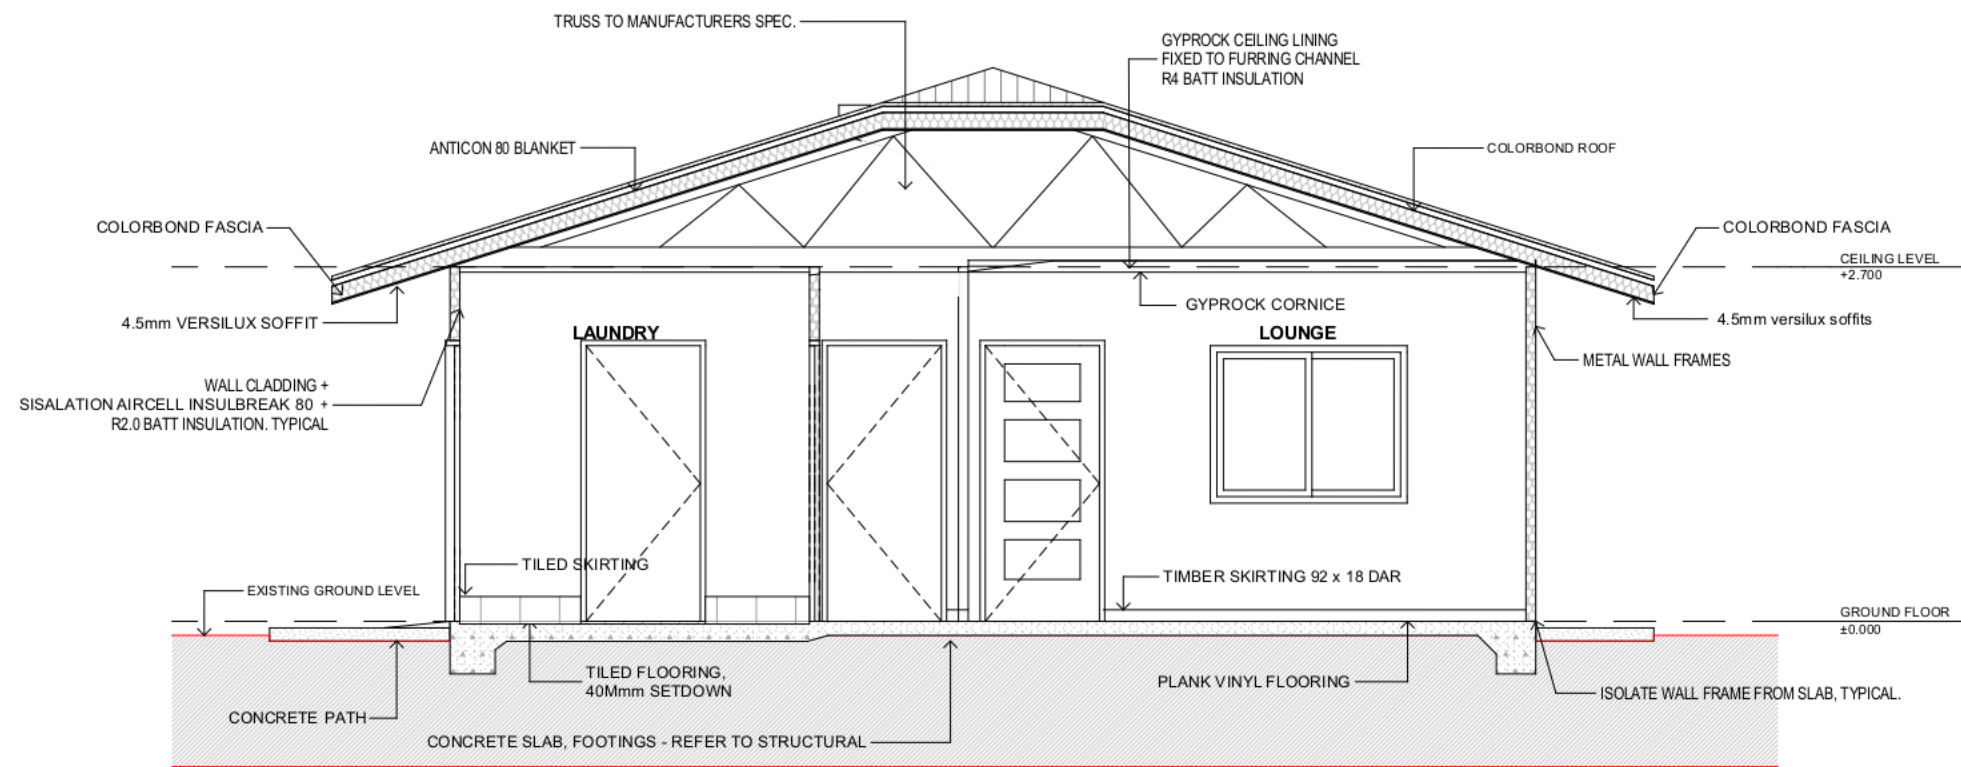 TRUSS TO MANUFACTURERS SPEC.
GYPROCK CEILING LINING
FIXED TO FURRING CHANNEL
R4 BATT INSULATION
ANTICON 80 BLANKET
COLORBOND ROOF
COLORBOND FASCIA
COLORBOND FASCIA
CEILING LEVEL
+2.700
GYPROCK CORNICE
4.5mm VERSILUX SOFFIT
4.5mm versilux soffits
LAUNDRY
LOUNGE
METAL WALL FRAMES
WALL CLADDING +
SISALATION AIRCELL INSULBREAK 80 +
R2.0 BATT INSULATION. TYPICAL
TILED SKIRTING
TIMBER SKIRTING 92 x 18 DAR
EXISTING GROUND LEVEL
GROUND FLOOR
±0.000
TILED FLOORING,
40Mmm SETDOWN
PLANK VINYL FLOORING
ISOLATE WALL FRAME FROM SLAB, TYPICAL.
CONCRETE PATH
CONCRETE SLAB, FOOTINGS - REFER TO STRUCTURAL